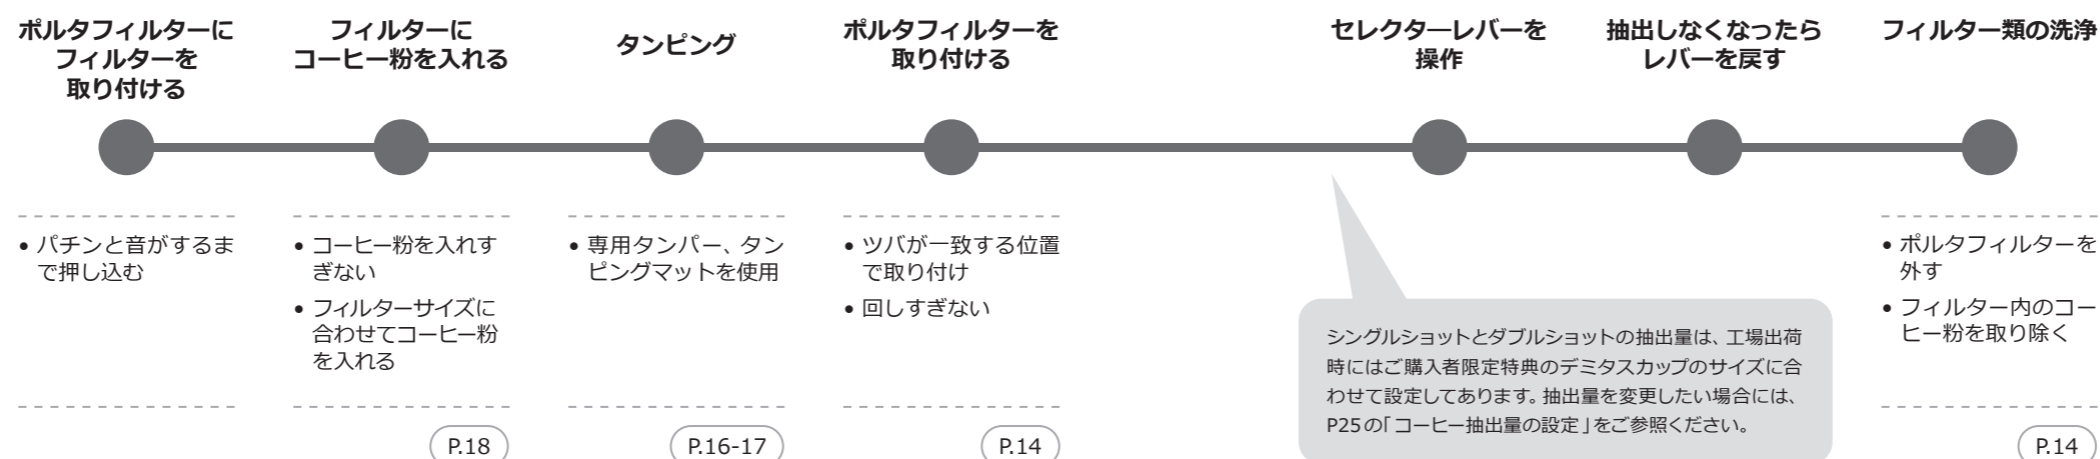 ポルタフィルターに
フィルターを
取り付ける
フィルターに
コーヒー粉を入れる
タンピング
ポルタフィルターを
取り付ける
セレクターレバーを
操作
抽出しなくなったら
レバーを戻す
フィルター類の洗浄
• パチンと音がするま
で押し込む
• コーヒー粉を入れす
ぎない
• フィルターサイズに
合わせてコーヒー粉
を入れる
P.18
• 専用タンパー、タン
ピングマットを使用
P.16-17
• ツバが一致する位置
で取り付け
• 回しすぎない
P.14
シングルショットとダブルショットの抽出量は、工場出荷
時にはご購入者限定特典のデミタスカップのサイズに合
わせて設定してあります。抽出量を変更したい場合には、
P25の「コーヒー抽出量の設定」をご参照ください。
• ポルタフィルターを
外す
• フィルター内のコー
ヒー粉を取り除く
P.14